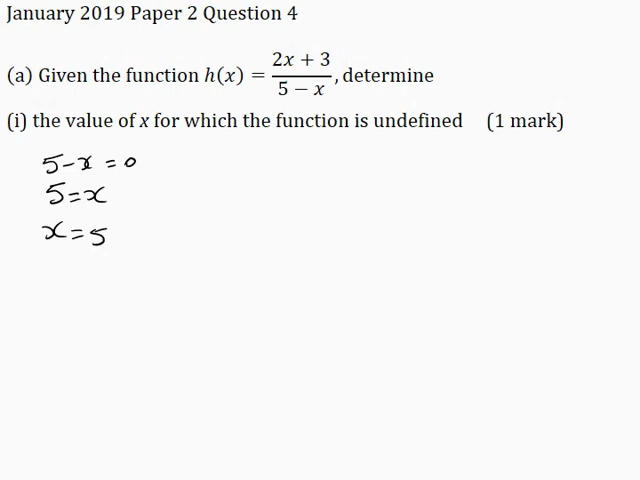 January 2019 Paper 2 Question 4
(a) Given the function h(x) = (2x + 3)/(5 − x), determine
(i) the value of x for which the function is undefined (1 mark)
5-x = 0
5=x
x=5